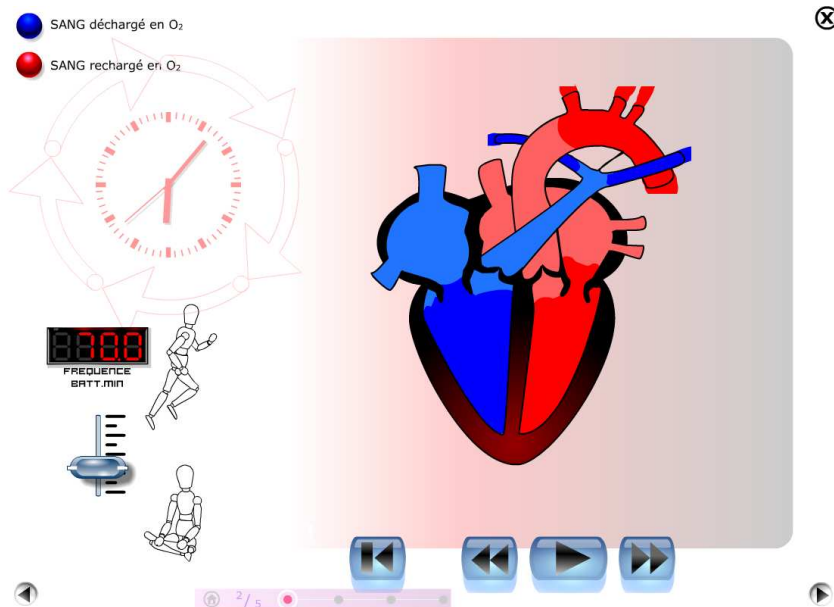 SANG déchargé en O₂
SANG rechargé en O₂
70.0
FREQUENCE
BATT.MIN
2/5